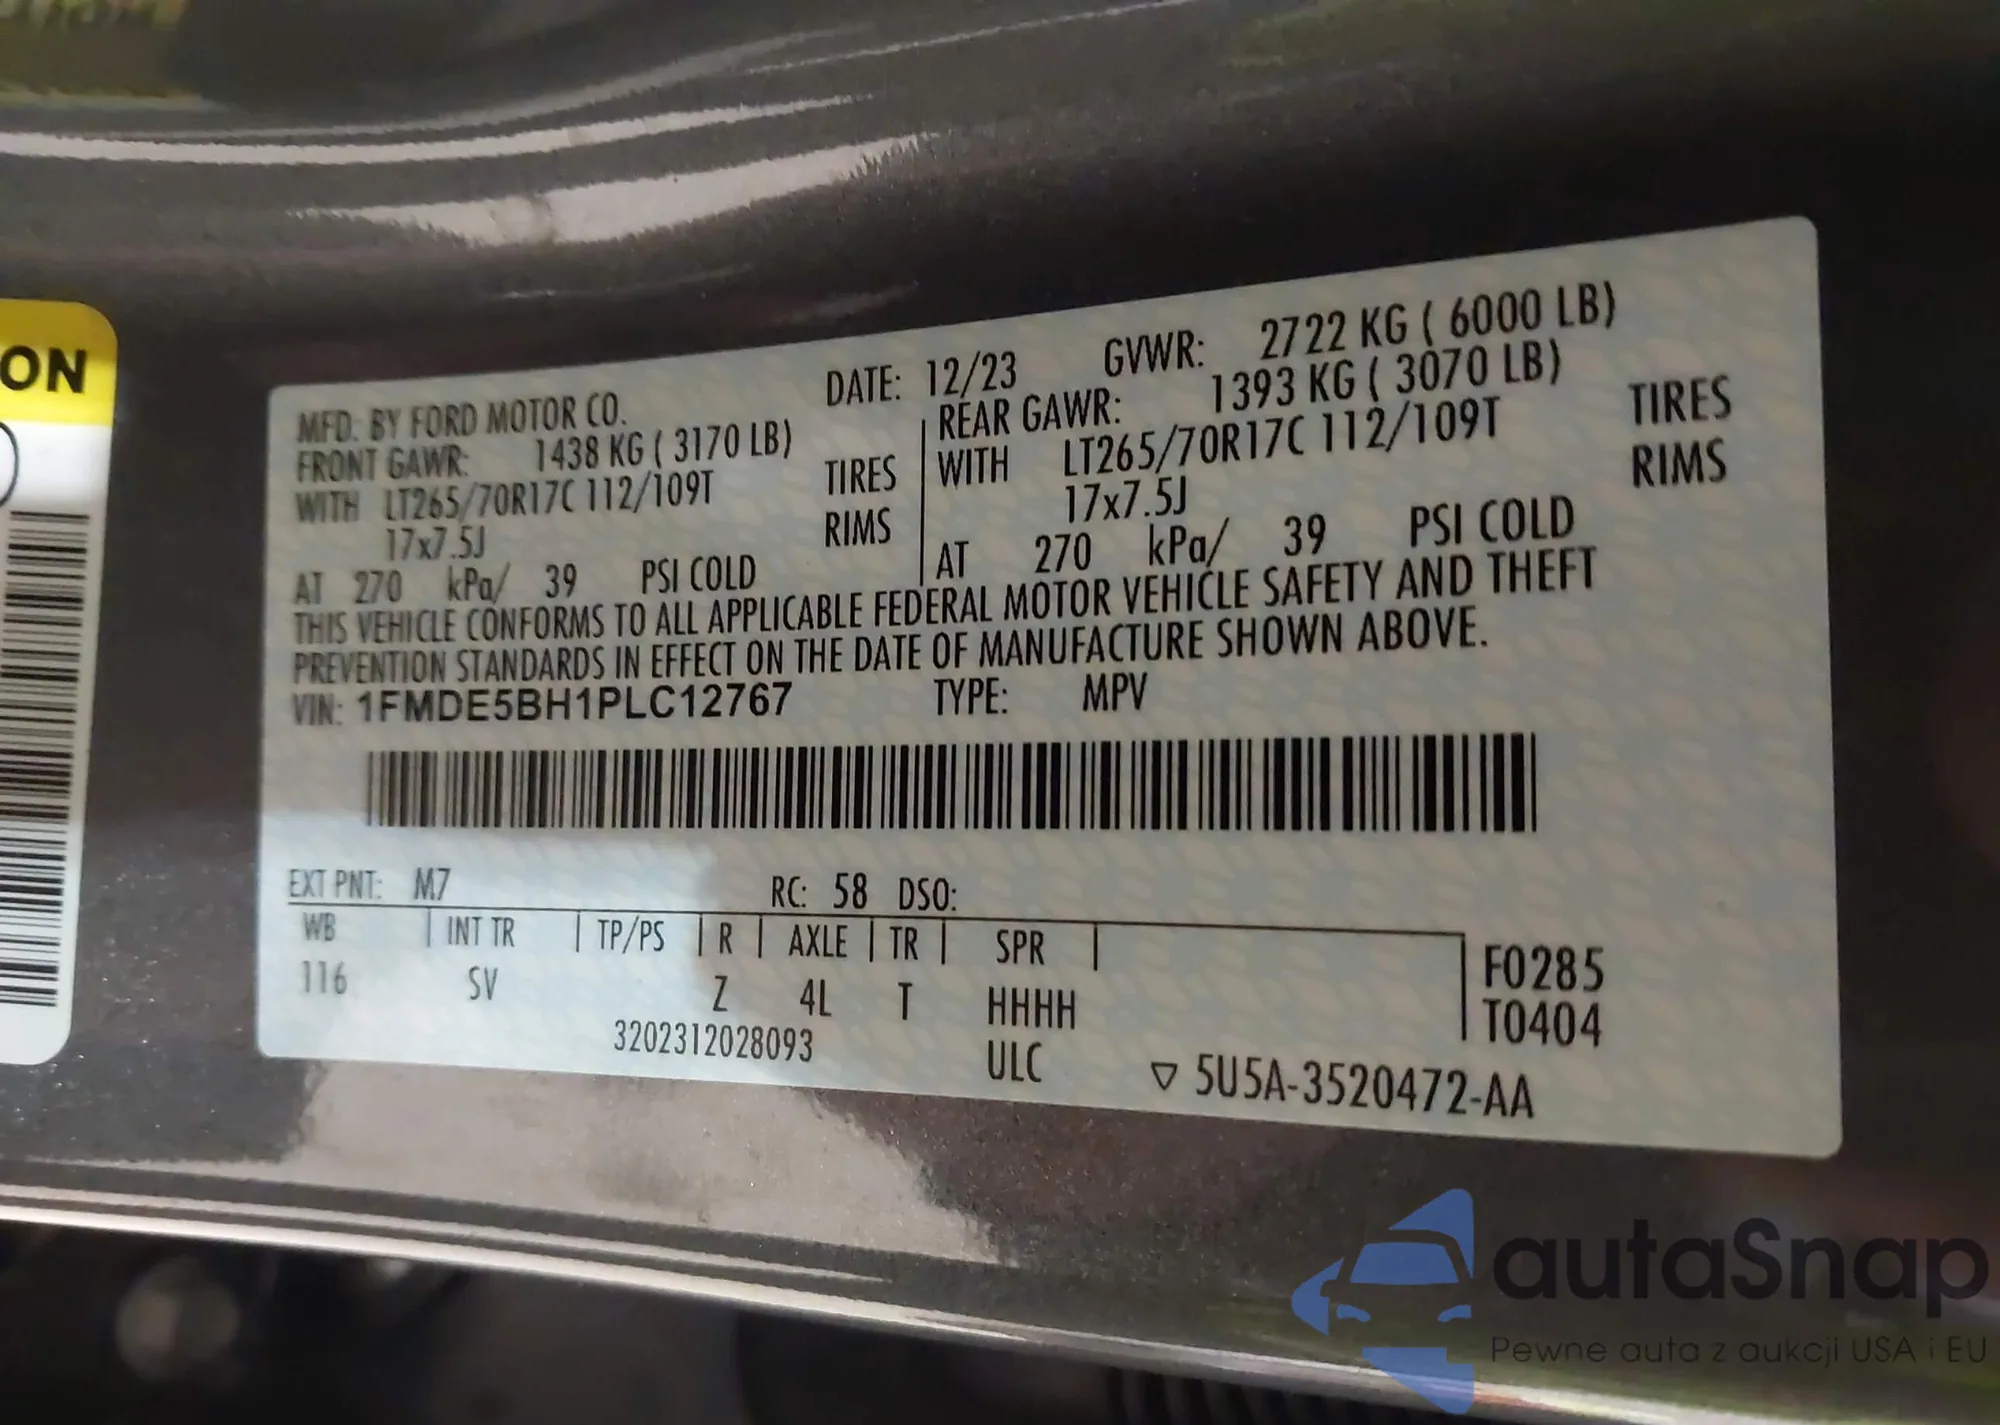 ON
MFD. BY FORD MOTOR CO. DATE: 12/23 GVWR: 2722 KG ( 6000 LB)
FRONT GAWR: 1438 KG ( 3170 LB) REAR GAWR: 1393 KG ( 3070 LB)
WITH LT265/70R17C 112/109T TIRES WITH LT265/70R17C 112/109T TIRES
17x7.5J RIMS 17x7.5J RIMS
AT 270 kPa/ 39 PSI COLD AT 270 kPa/ 39 PSI COLD
THIS VEHICLE CONFORMS TO ALL APPLICABLE FEDERAL MOTOR VEHICLE SAFETY AND THEFT
PREVENTION STANDARDS IN EFFECT ON THE DATE OF MANUFACTURE SHOWN ABOVE.
VIN: 1FMDE5BH1PLC12767 TYPE: MPV
EXT PNT: M7 RC: 58 DSO:
WB INT TR TP/PS R AXLE TR SPR
116 SV Z 4L T HHHH
F0285
T0404
3202312028093 ULC ▽ 5U5A-3520472-AA
autaSnap
Pewne auta z aukcji USA i EU